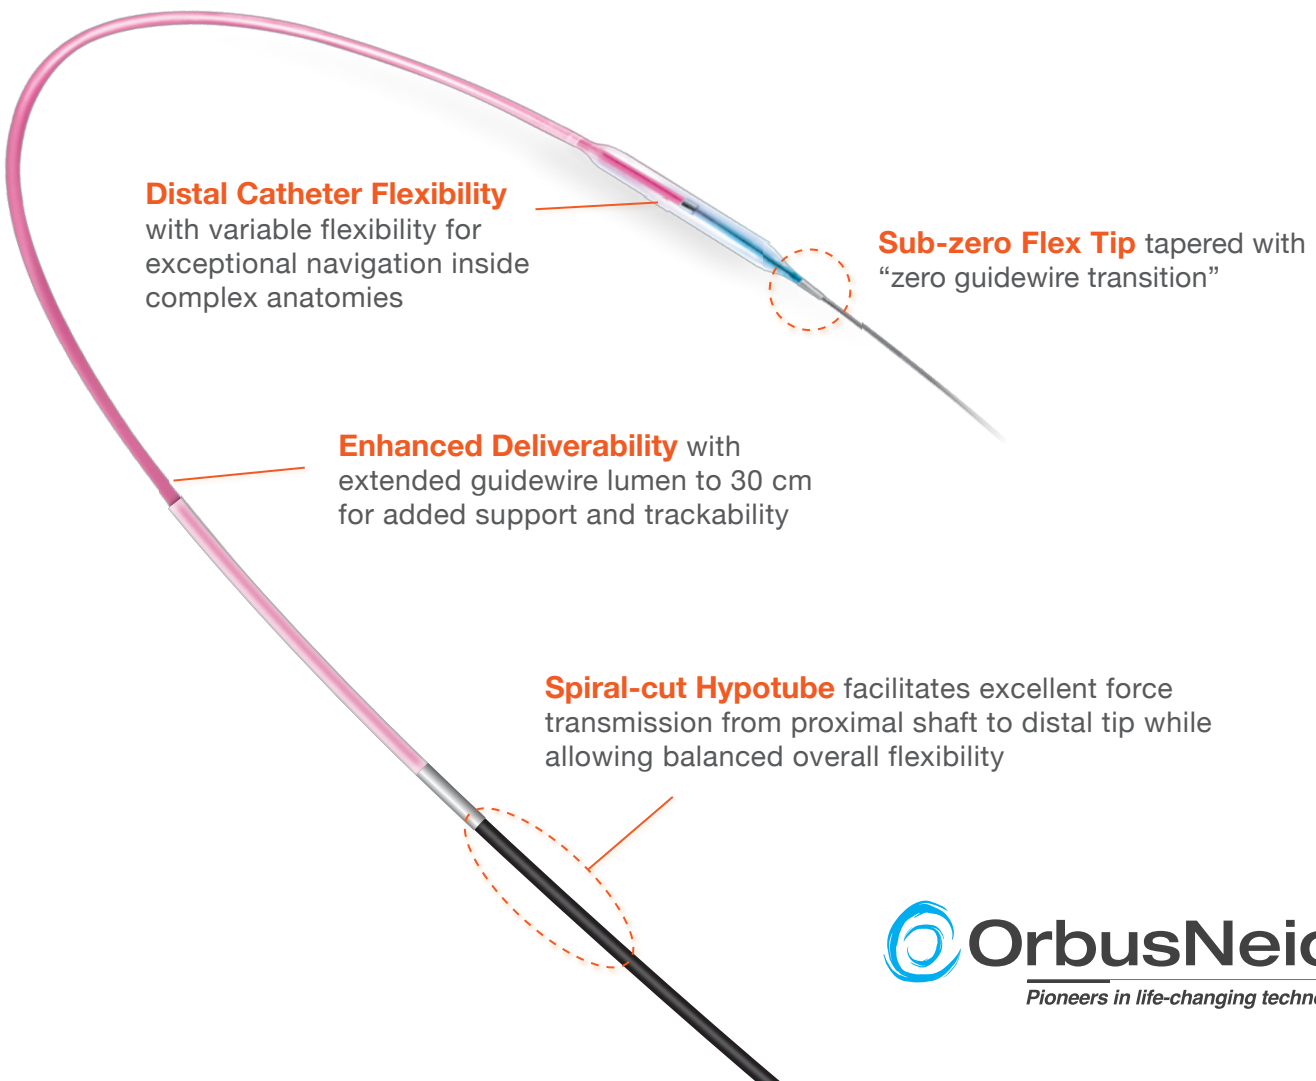 Distal Catheter Flexibility
with variable flexibility for
exceptional navigation inside
complex anatomies
Sub-zero Flex Tip tapered with
“zero guidewire transition”
Enhanced Deliverability with
extended guidewire lumen to 30 cm
for added support and trackability
Spiral-cut Hypotube facilitates excellent force
transmission from proximal shaft to distal tip while
allowing balanced overall flexibility
OrbusNeic
Pioneers in life-changing techn